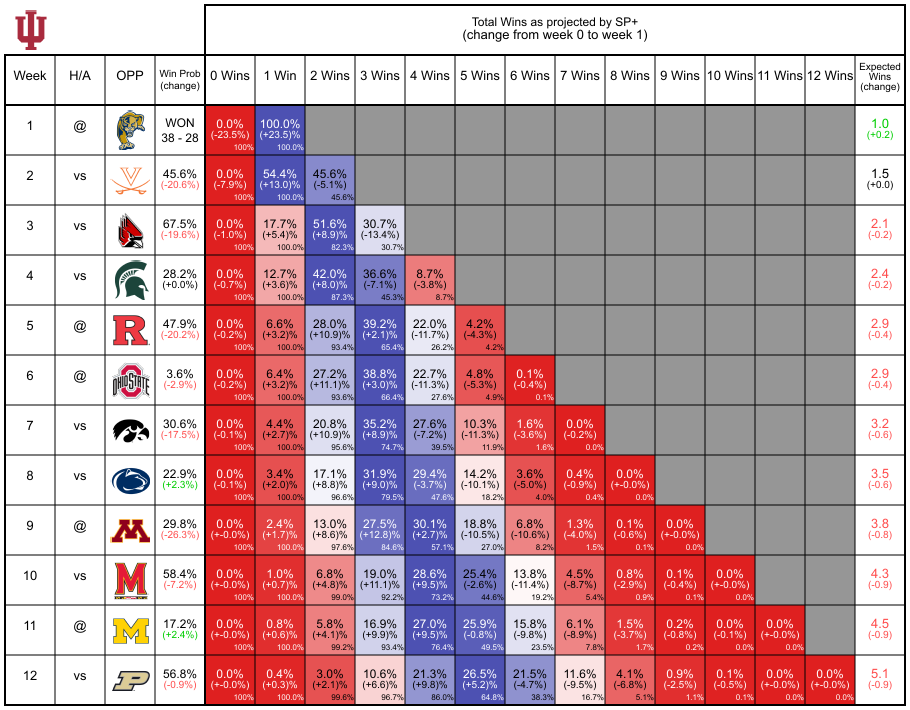 Total Wins as projected by SP+
(change from week 0 to week 1)
Week H/A OPP Win Prob (change) 0 Wins 1 Win 2 Wins 3 Wins 4 Wins 5 Wins 6 Wins 7 Wins 8 Wins 9 Wins 10 Wins 11 Wins 12 Wins Expected Wins (change)
1 @ WON 0.0% 100.0% 1.0
38 - 28 (-23.5%) (+23.5)% (+0.2)
100% 100.0%
2 vs 45.6% 0.0% 54.4% 45.6% 1.5
(-20.6%) (-7.9%) (+13.0)% (-5.1%) (+0.0)
100% 100.0% 45.6%
3 vs 67.5% 0.0% 17.7% 51.6% 30.7% 2.1
(-19.6%) (-1.0%) (+5.4)% (+8.9)% (-13.4%) (-0.2)
100% 100.0% 82.3% 30.7%
4 vs 28.2% 0.0% 12.7% 42.0% 36.6% 8.7% 2.4
(+0.0%) (-0.7%) (+3.6)% (+8.0)% (-7.1%) (-3.8%) (-0.2)
100% 100.0% 87.3% 45.3% 8.7%
5 @ R 47.9% 0.0% 6.6% 28.0% 39.2% 22.0% 4.2% 2.9
(-20.2%) (-0.2%) (+3.2)% (+10.9)% (+2.1)% (-11.7%) (-4.3%) (-0.4)
100% 100.0% 93.4% 65.4% 26.2% 4.2%
6 @ OHIO STATE 3.6% 0.0% 6.4% 27.2% 38.8% 22.7% 4.8% 0.1% 2.9
(-2.9%) (-0.2%) (+3.2)% (+11.1)% (+3.0)% (-11.3%) (-5.3%) (-0.4%) (-0.4)
100% 100.0% 93.6% 66.4% 27.6% 4.9% 0.1%
7 vs 30.6% 0.0% 4.4% 20.8% 35.2% 27.6% 10.3% 1.6% 0.0% 3.2
(-17.5%) (-0.1%) (+2.7)% (+10.9)% (+8.9)% (-7.2%) (-11.3%) (-3.6%) (-0.2%) (-0.6)
100% 100.0% 95.6% 74.7% 39.5% 11.9% 1.6% 0.0%
8 vs 22.9% 0.0% 3.4% 17.1% 31.9% 29.4% 14.2% 3.6% 0.4% 0.0% 3.5
(+2.3%) (-0.1%) (+2.0)% (+8.8)% (+9.0)% (-3.7%) (-10.1%) (-5.0%) (-0.9%) (+-0.0%) (-0.6)
100% 100.0% 96.6% 79.5% 47.6% 18.2% 4.0% 0.4% 0.0%
9 @ M 29.8% 0.0% 2.4% 13.0% 27.5% 30.1% 18.8% 6.8% 1.3% 0.1% 0.0% 3.8
(-26.3%) (+-0.0%) (+1.7)% (+8.6)% (+12.8)% (+2.7)% (-10.5%) (-10.6%) (-4.0%) (-0.6%) (+-0.0%) (-0.8)
100% 100.0% 97.6% 84.6% 57.1% 27.0% 8.2% 1.5% 0.1% 0.0%
10 vs M 58.4% 0.0% 1.0% 6.8% 19.0% 28.6% 25.4% 13.8% 4.5% 0.8% 0.1% 0.0% 4.3
(-7.2%) (+-0.0%) (+0.7)% (+4.8)% (+11.1)% (+9.5)% (-2.6%) (-11.4%) (-8.7%) (-2.9%) (-0.4%) (+-0.0%) (-0.9)
100% 100.0% 99.0% 92.2% 73.2% 44.6% 19.2% 5.4% 0.9% 0.1% 0.0%
11 @ M 17.2% 0.0% 0.8% 5.8% 16.9% 27.0% 25.9% 15.8% 6.1% 1.5% 0.2% 0.0% 0.0% 4.5
(+2.4%) (+-0.0%) (+0.6)% (+4.1)% (+9.9)% (+9.5)% (-0.8%) (-9.8%) (-8.9%) (-3.7%) (-0.8%) (-0.1%) (+-0.0%) (-0.9)
100% 100.0% 99.2% 93.4% 76.4% 49.5% 23.5% 7.8% 1.7% 0.2% 0.0% 0.0%
12 vs P 56.8% 0.0% 0.4% 3.0% 10.6% 21.3% 26.5% 21.5% 11.6% 4.1% 0.9% 0.1% 0.0% 0.0% 5.1
(-0.9%) (+-0.0%) (+0.3)% (+2.1)% (+6.6)% (+9.8)% (+5.2)% (-4.7%) (-9.5%) (-6.8%) (-2.5%) (-0.5%) (+-0.0%) (+-0.0%) (-0.9)
100% 100.0% 99.6% 96.7% 86.0% 64.8% 38.3% 16.7% 5.1% 1.1% 0.1% 0.0% 0.0%